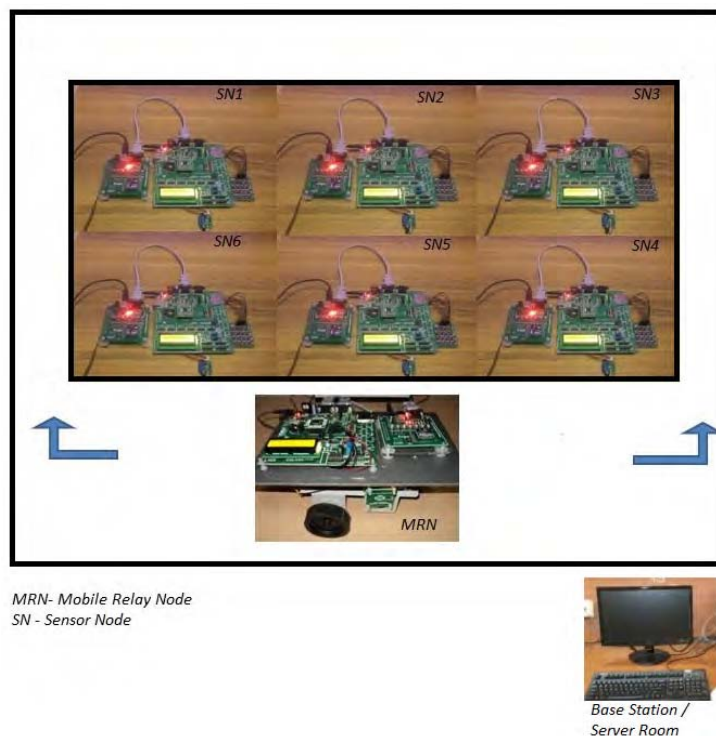 SN1
SN2
SN3
SN6
SN5
SN4
MRN
MRN- Mobile Relay Node
SN - Sensor Node
Base Station /
Server Room